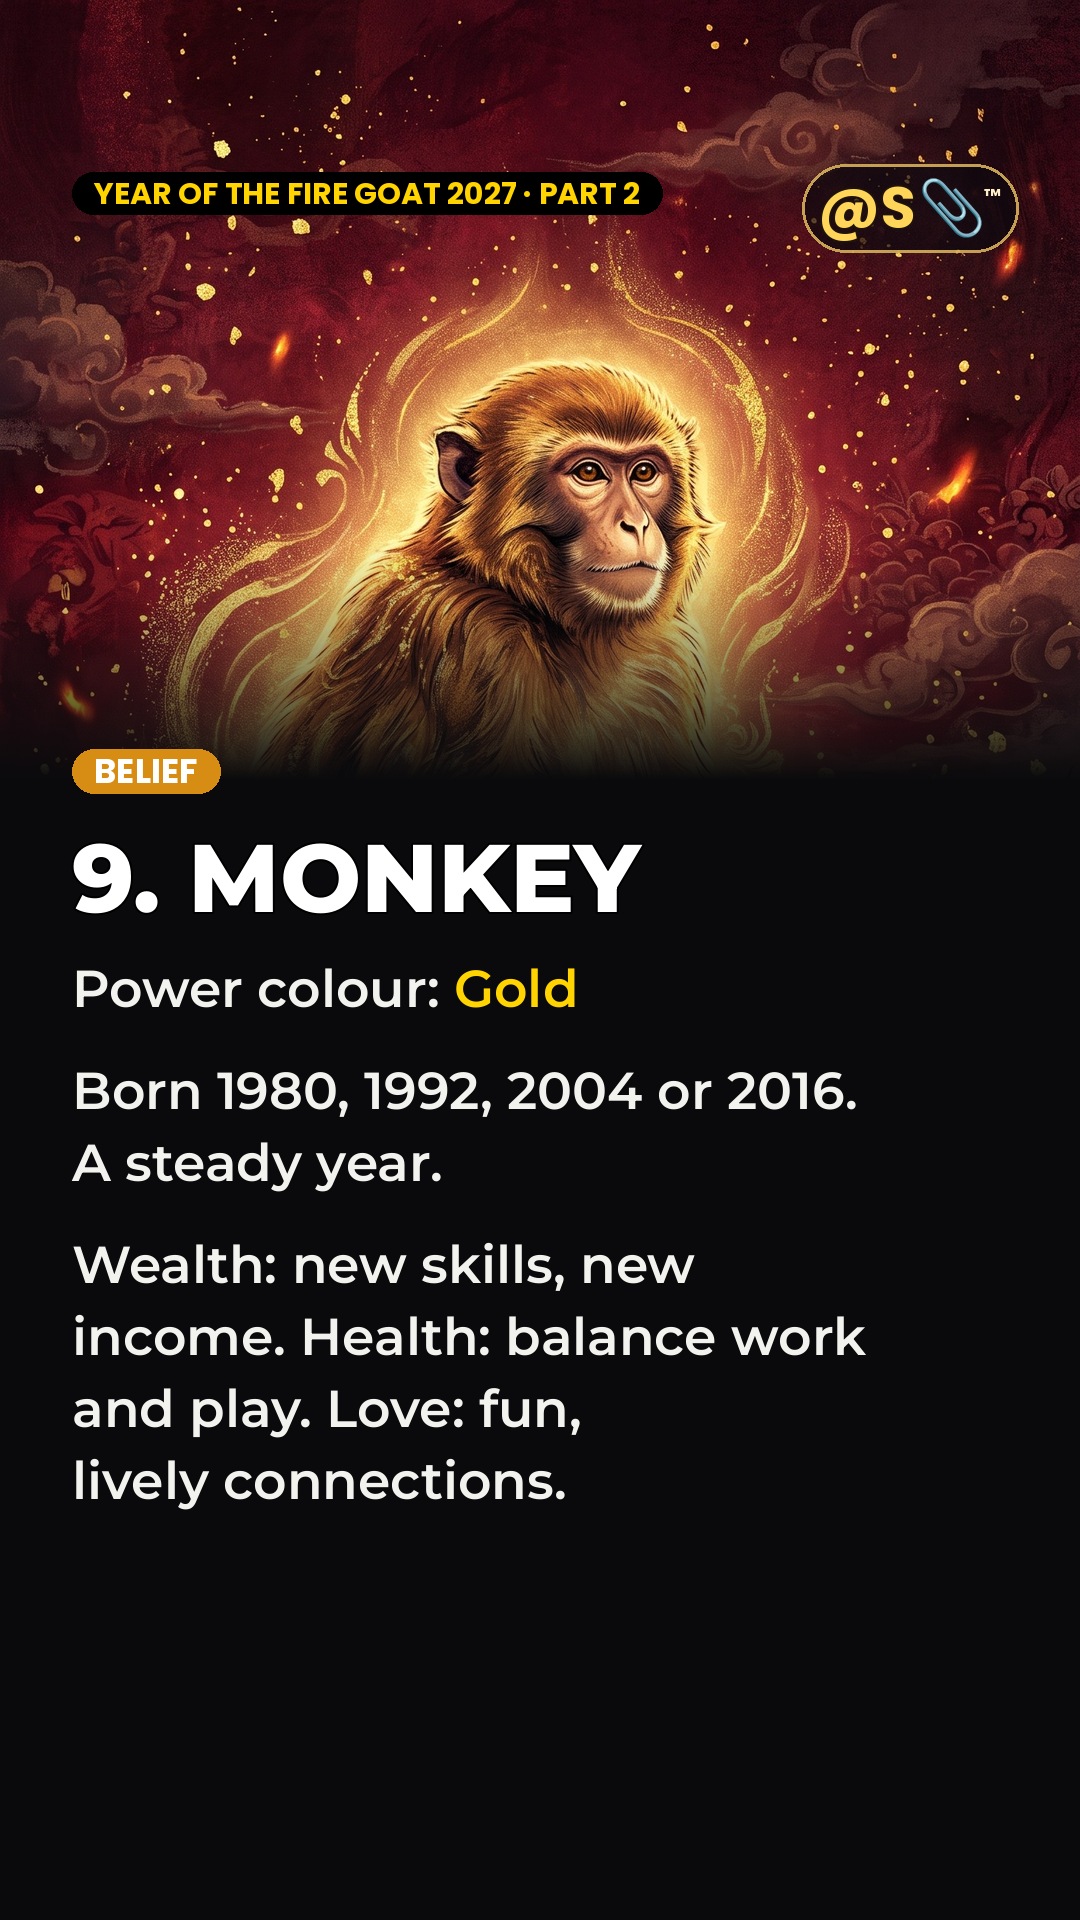 YEAR OF THE FIRE GOAT 2027 · PART 2
@S📎™
BELIEF
9. MONKEY
Power colour: Gold
Born 1980, 1992, 2004 or 2016.
A steady year.
Wealth: new skills, new
income. Health: balance work
and play. Love: fun,
lively connections.